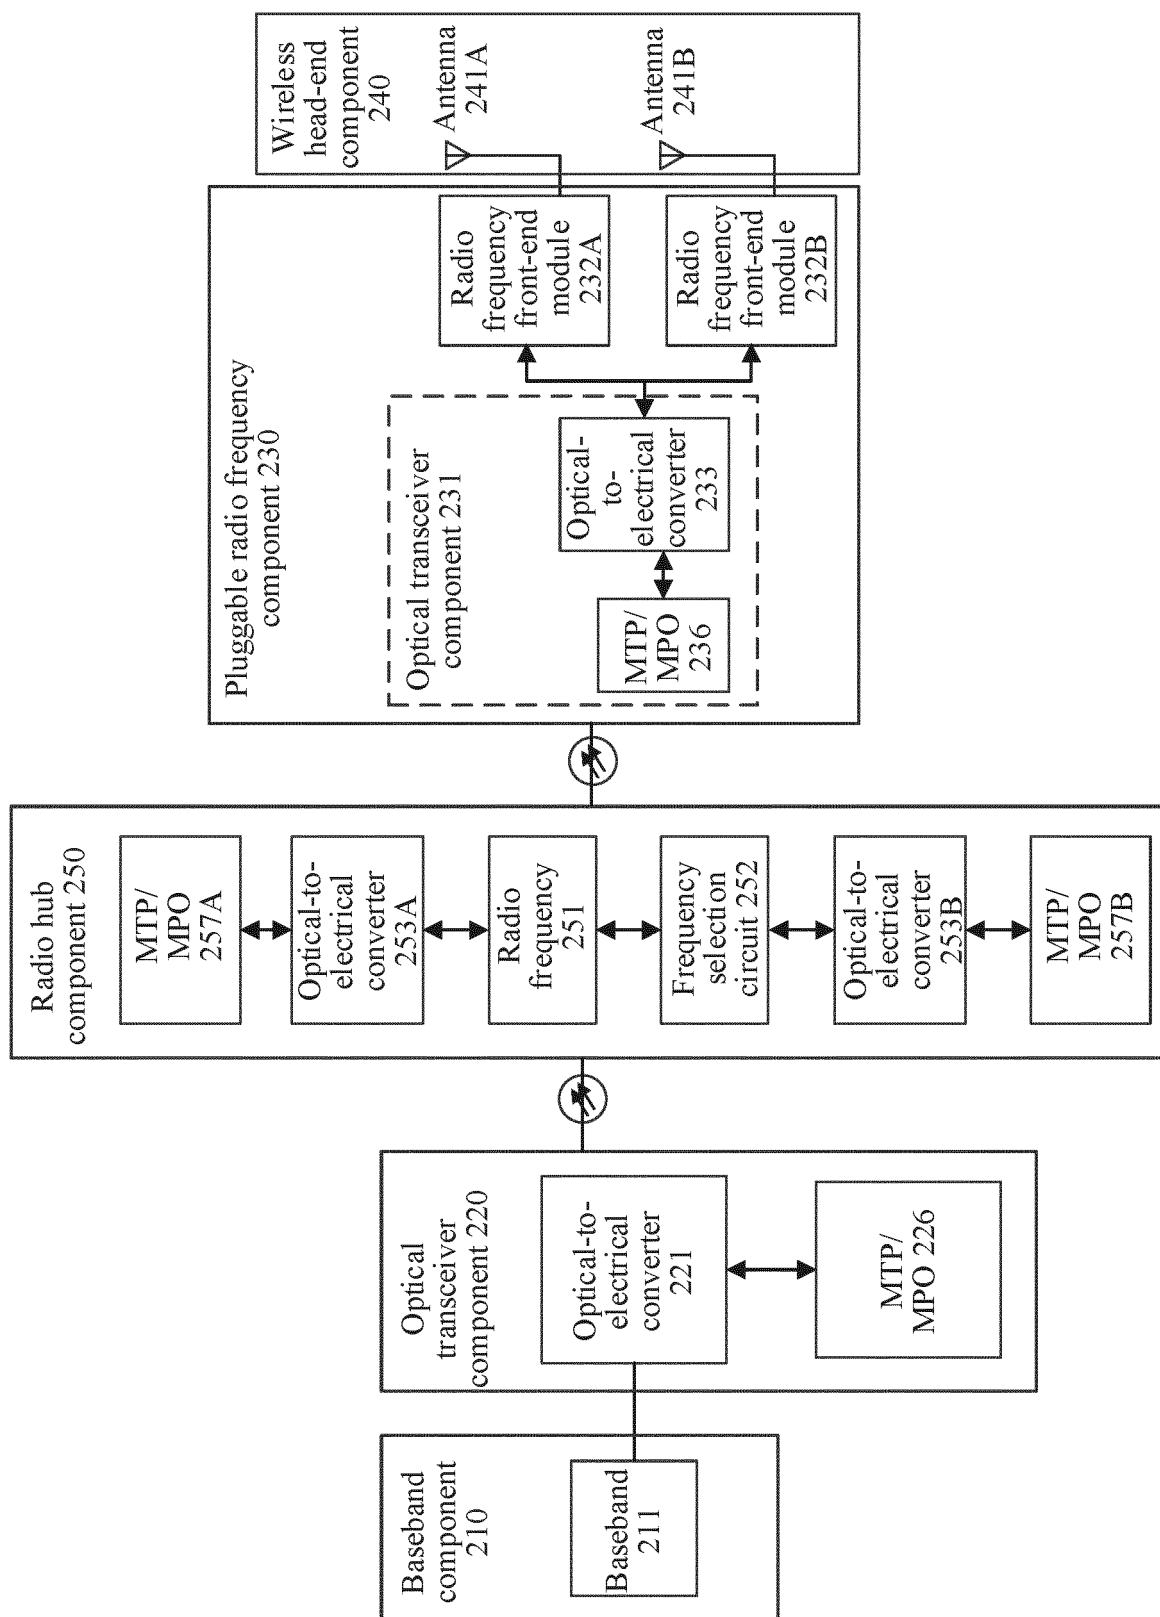 Baseband
component
210
Baseband
211
Optical
transceiver
component 220
Optical-to-
electrical
converter
221
MTP/
MPO 226
Radio hub
component 250
MTP/
MPO
257A
Optical-to-
electrical
converter
253A
Radio
frequency
251
Frequency
selection
circuit 252
Optical-to-
electrical
converter
253B
MTP/
MPO
257B
Pluggable radio frequency
component 230
Optical transceiver
component 231
MTP/
MPO
236
Optical-
to-
electrical
converter
233
Radio
frequency
front-end
module
232A
Radio
frequency
front-end
module
232B
Wireless
head-end
component
240
Antenna
241A
Antenna
241B